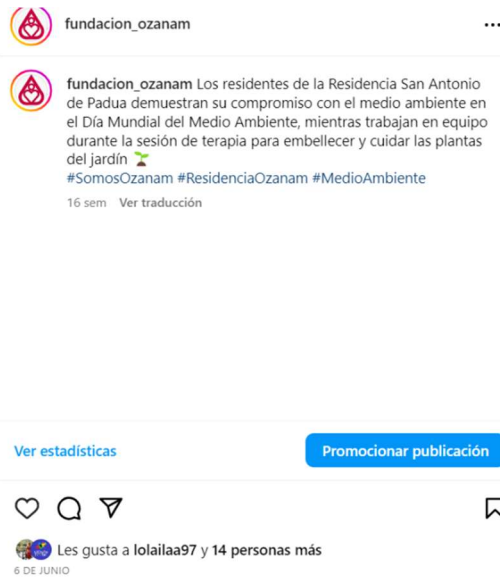 fundacion_ozanam
fundacion_ozanam Los residentes de la Residencia San Antonio
de Padua demuestran su compromiso con el medio ambiente en
el Día Mundial del Medio Ambiente, mientras trabajan en equipo
durante la sesión de terapia para embellecer y cuidar las plantas
del jardín 🌱
#SomosOzanam #ResidenciaOzanam #MedioAmbiente
16 sem Ver traducción
Ver estadísticas
Promocionar publicación
Les gusta a lolailaa97 y 14 personas más
6 DE JUNIO